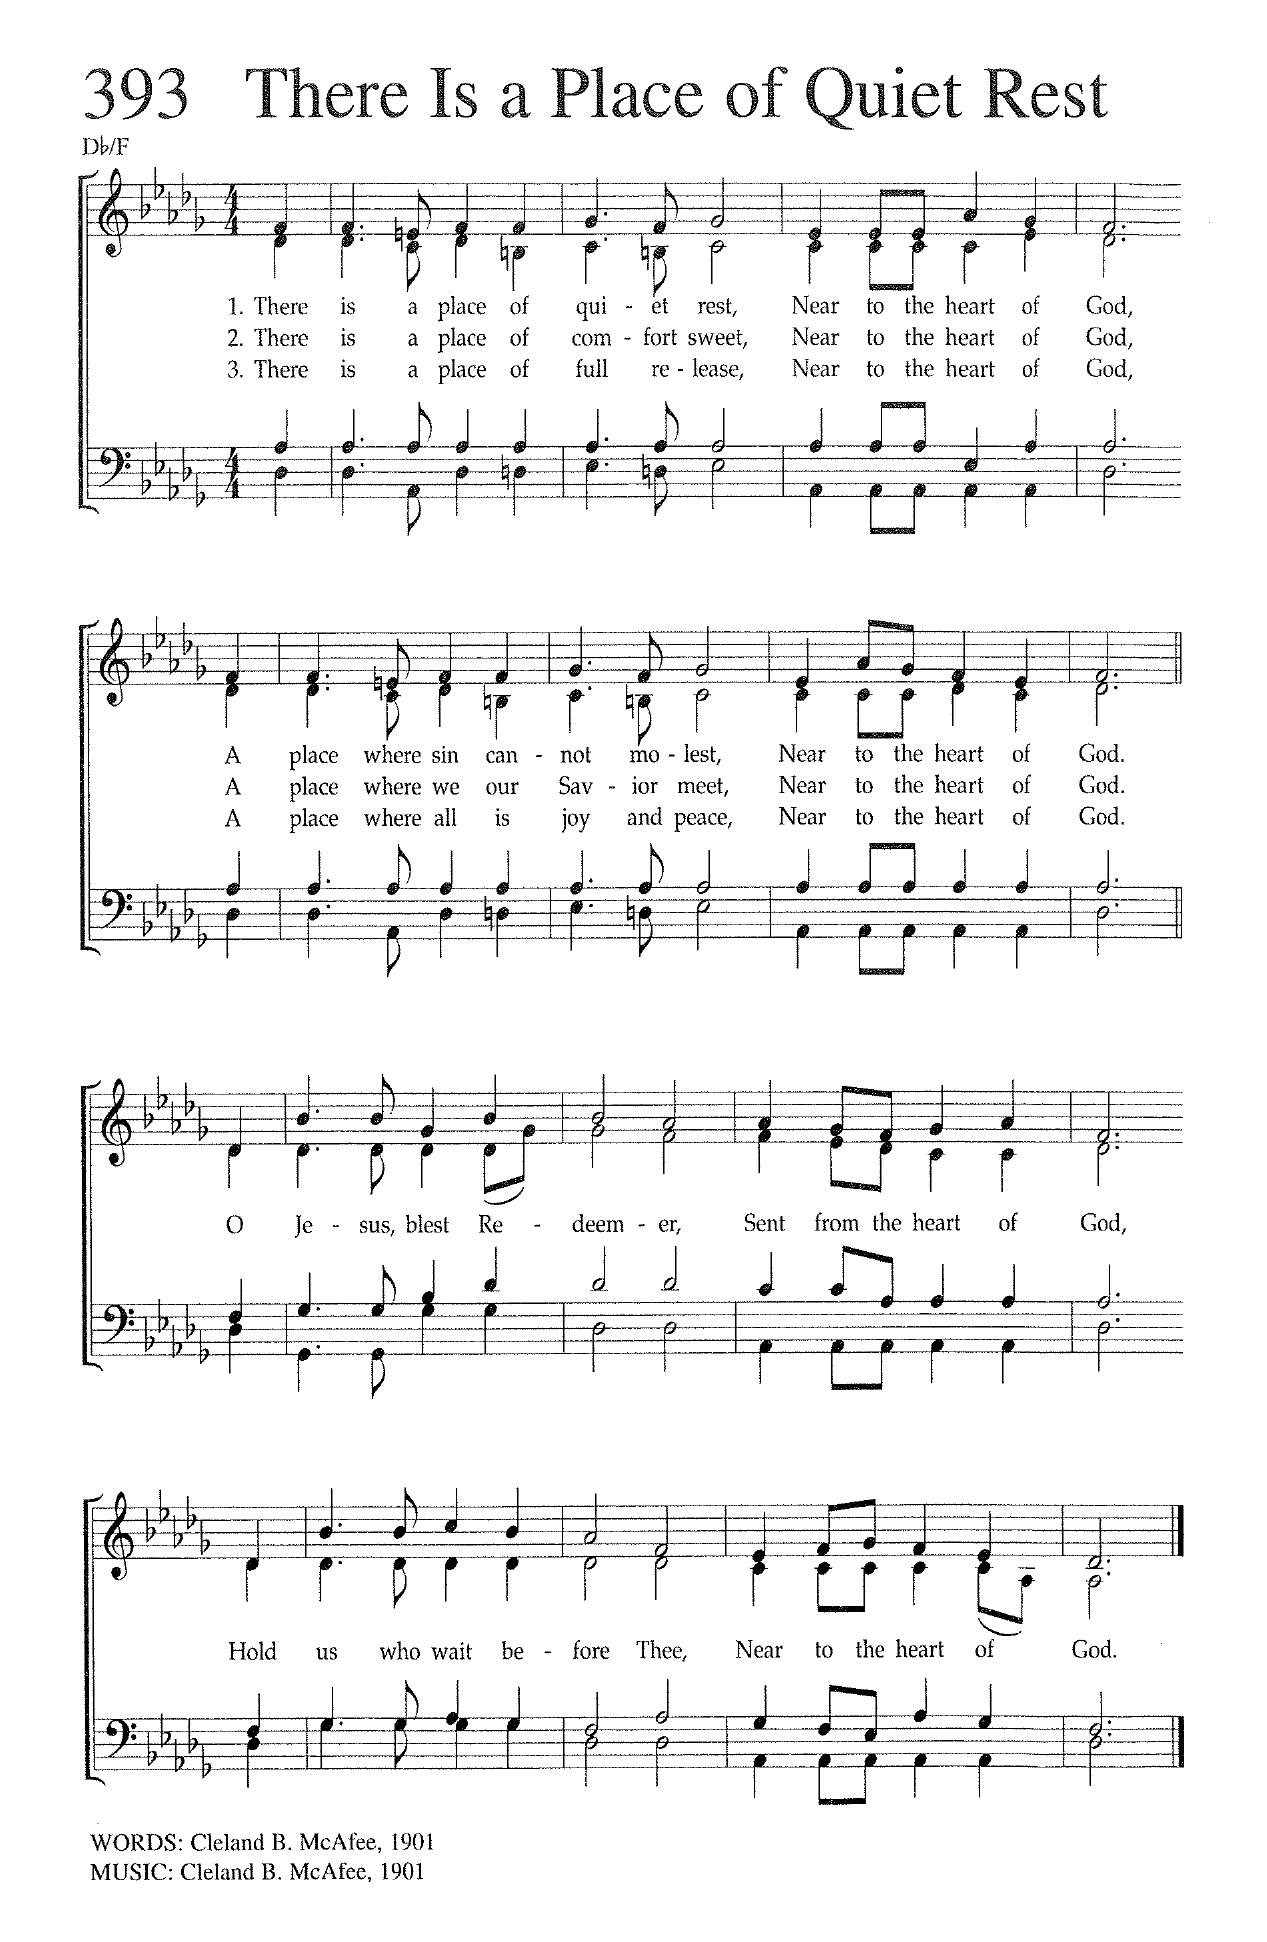 393 There Is a Place of Quiet Rest
D♭/F
1. There is a place of qui - et rest, Near to the heart of God,
2. There is a place of com - fort sweet, Near to the heart of God,
3. There is a place of full re - lease, Near to the heart of God,
A place where sin can - not mo - lest, Near to the heart of God.
A place where we our Sav - ior meet, Near to the heart of God.
A place where all is joy and peace, Near to the heart of God.
O Je - sus, blest Re - deem - er, Sent from the heart of God,
Hold us who wait be - fore Thee, Near to the heart of God.
WORDS: Cleland B. McAfee, 1901
MUSIC: Cleland B. McAfee, 1901